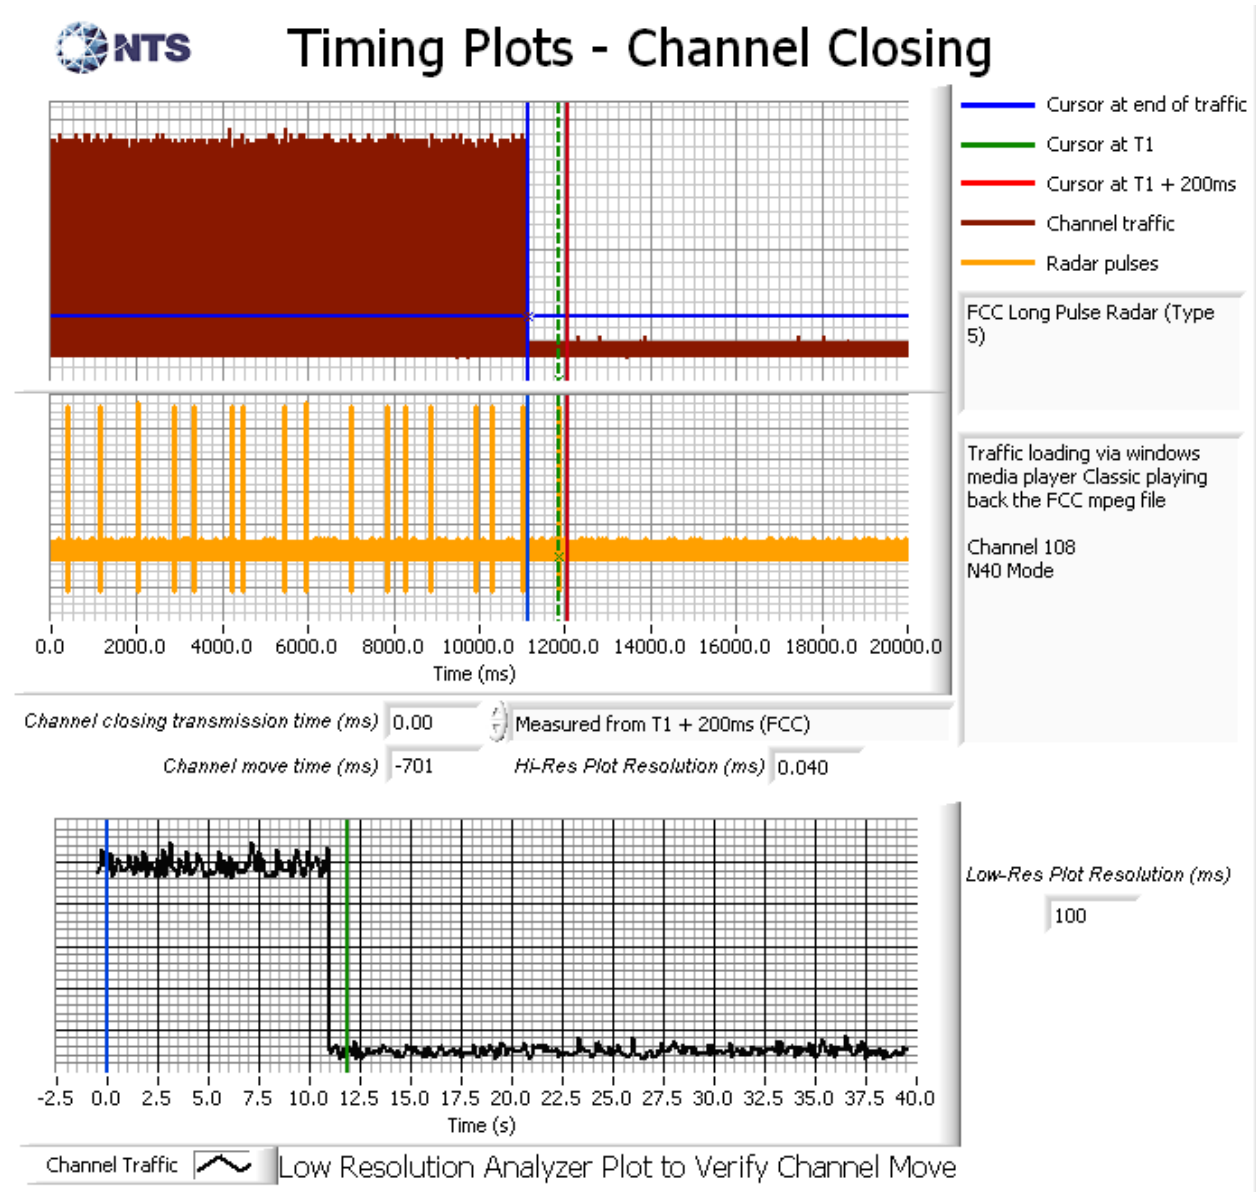 NTS
Timing Plots - Channel Closing
Cursor at end of traffic
Cursor at T1
Cursor at T1 + 200ms
Channel traffic
Radar pulses
FCC Long Pulse Radar (Type
5)
Traffic loading via windows
media player Classic playing
back the FCC mpeg file
Channel 108
N40 Mode
0.0 2000.0 4000.0 6000.0 8000.0 10000.0 12000.0 14000.0 16000.0 18000.0 20000.0
Time (ms)
Channel closing transmission time (ms) 0.00 Measured from T1 + 200ms (FCC)
Channel move time (ms) -701 Hi-Res Plot Resolution (ms) 0.040
Low-Res Plot Resolution (ms)
100
-2.5 0.0 2.5 5.0 7.5 10.0 12.5 15.0 17.5 20.0 22.5 25.0 27.5 30.0 32.5 35.0 37.5 40.0
Time (s)
Channel Traffic Low Resolution Analyzer Plot to Verify Channel Move